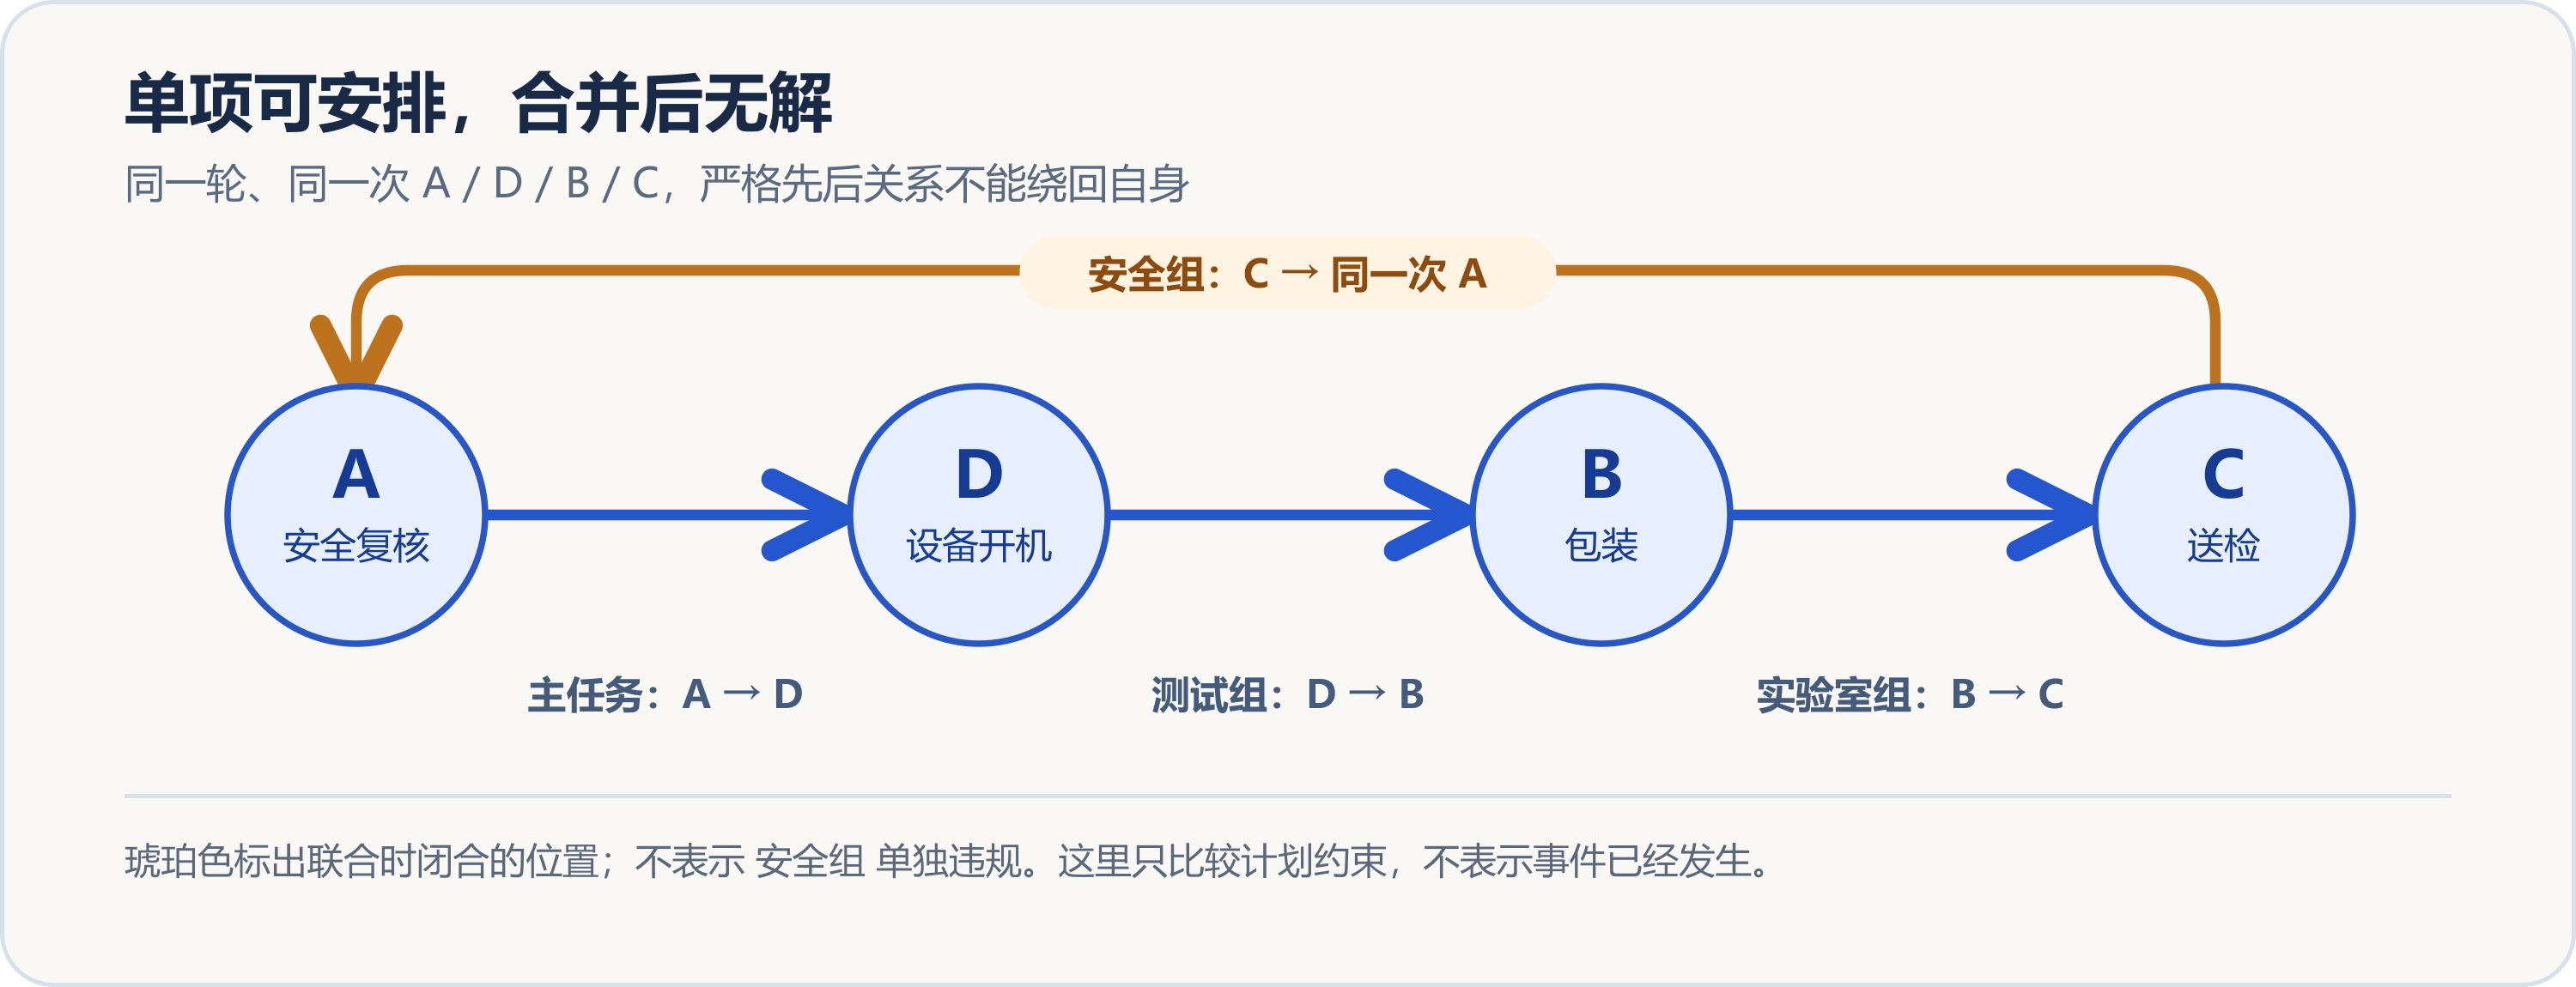 单项可安排，合并后无解
同一轮、同一次 A / D / B / C，严格先后关系不能绕回自身
安全组：C → 同一次 A
A
安全复核
D
设备开机
B
包装
C
送检
主任务：A → D
测试组：D → B
实验室组：B → C
琥珀色标出联合时闭合的位置；不表示 安全组 单独违规。这里只比较计划约束，不表示事件已经发生。